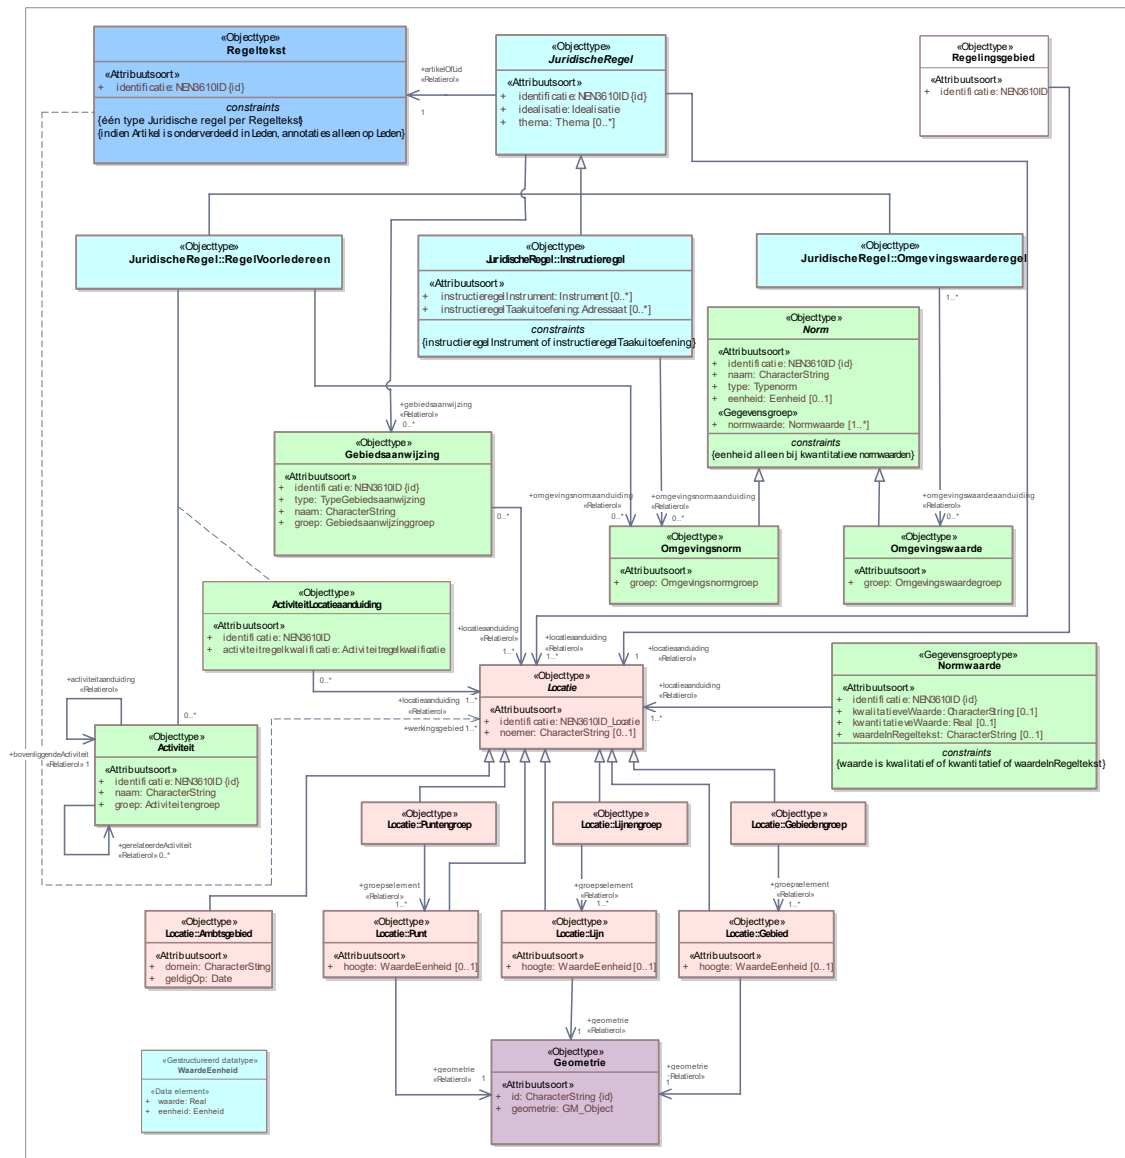 «Objecttype»
Regeltekst
«Attribuutsoort»
+ identificatie: NEN3610ID {id}
constraints
{één type Juridische regel per Regeltekst}
{indien Artikel is onderverdeeld in Leden, annotaties alleen op Leden}
+artikelOfLid
«Relatierol»
1
«Objecttype»
JuridischeRegel
«Attribuutsoort»
+ identificatie: NEN3610ID {id}
+ idealisatie: Idealisatie
+ thema: Thema [0..*]
«Objecttype»
Regelingsgebied
«Attribuutsoort»
+ identificatie: NEN3610ID
«Objecttype»
JuridischeRegel::RegelVoorIedereen
«Objecttype»
JuridischeRegel::Instructieregel
«Attribuutsoort»
+ instructieregelInstrument: Instrument [0..*]
+ instructieregelTaakuitoefening: Adressaat [0..*]
constraints
{instructieregelInstrument of instructieregelTaakuitoefening}
«Objecttype»
JuridischeRegel::Omgevingswaarderegel
1..*
«Objecttype»
Norm
«Attribuutsoort»
+ identificatie: NEN3610ID {id}
+ naam: CharacterString
+ type: Typenorm
+ eenheid: Eenheid [0..1]
«Gegevensgroep»
+ normwaarde: Normwaarde [1..*]
constraints
{eenheid alleen bij kwantitatieve normwaarden}
+gebiedsaanwijzing
«Relatierol»
0..*
«Objecttype»
Gebiedsaanwijzing
«Attribuutsoort»
+ identificatie: NEN3610ID {id}
+ type: TypeGebiedsaanwijzing
+ naam: CharacterString
+ groep: Gebiedsaanwijzinggroep
0..*
+omgevingsnormaanduiding
«Relatierol»
0..*
+omgevingsnormaanduiding
«Relatierol»
0..*
+omgevingswaardeaanduiding
«Relatierol»
0..*
«Objecttype»
Omgevingsnorm
«Attribuutsoort»
+ groep: Omgevingsnormgroep
«Objecttype»
Omgevingswaarde
«Attribuutsoort»
+ groep: Omgevingswaardegroep
«Objecttype»
ActiviteitLocatieaanduiding
«Attribuutsoort»
+ identificatie: NEN3610ID
+ activiteitregelkwalificatie: Activiteitregelkwalificatie
0..*
+locatieaanduiding
«Relatierol»
1..*
+locatieaanduiding
«Relatierol»
1..*
1
+locatieaanduiding
«Relatierol»
+locatieaanduiding
«Relatierol»
1..*
+locatieaanduiding
«Relatierol»
1..*
+werkingsgebied 1..*
«Objecttype»
Locatie
«Attribuutsoort»
+ identificatie: NEN3610ID_Locatie
+ noemer: CharacterString [0..1]
«Gegevensgroeptype»
Normwaarde
«Attribuutsoort»
+ identificatie: NEN3610ID {id}
+ kwalitatieveWaarde: CharacterString [0..1]
+ kwantitatieveWaarde: Real [0..1]
+ waardeInRegeltekst: CharacterString [0..1]
constraints
{waarde is kwalitatief of kwantitatief of waardeInRegeltekst}
+activiteitaanduiding
«Relatierol»
0..*
+bovenliggendeActiviteit
«Relatierol» 1
«Objecttype»
Activiteit
«Attribuutsoort»
+ identificatie: NEN3610ID {id}
+ naam: CharacterString
+ groep: Activiteitengroep
+gerelateerdeActiviteit
«Relatierol» 0..*
«Objecttype»
Locatie::Puntengroep
«Objecttype»
Locatie::Lijnengroep
«Objecttype»
Locatie::Gebiedengroep
+groepselement
«Relatierol»
1..*
+groepselement
«Relatierol»
1..*
+groepselement
«Relatierol»
1..*
«Objecttype»
Locatie::Ambtsgebied
«Attribuutsoort»
+ domein: CharacterString
+ geldigOp: Date
«Objecttype»
Locatie::Punt
«Attribuutsoort»
+ hoogte: WaardeEenheid [0..1]
«Objecttype»
Locatie::Lijn
«Attribuutsoort»
+ hoogte: WaardeEenheid [0..1]
«Objecttype»
Locatie::Gebied
«Attribuutsoort»
+ hoogte: WaardeEenheid [0..1]
+geometrie
«Relatierol»
1
+geometrie
«Relatierol»
1
+geometrie
«Relatierol»
1
«Objecttype»
Geometrie
«Attribuutsoort»
+ id: CharacterString {id}
+ geometrie: GM_Object
«Gestructureerd datatype»
WaardeEenheid
«Data element»
+ waarde: Real
+ eenheid: Eenheid